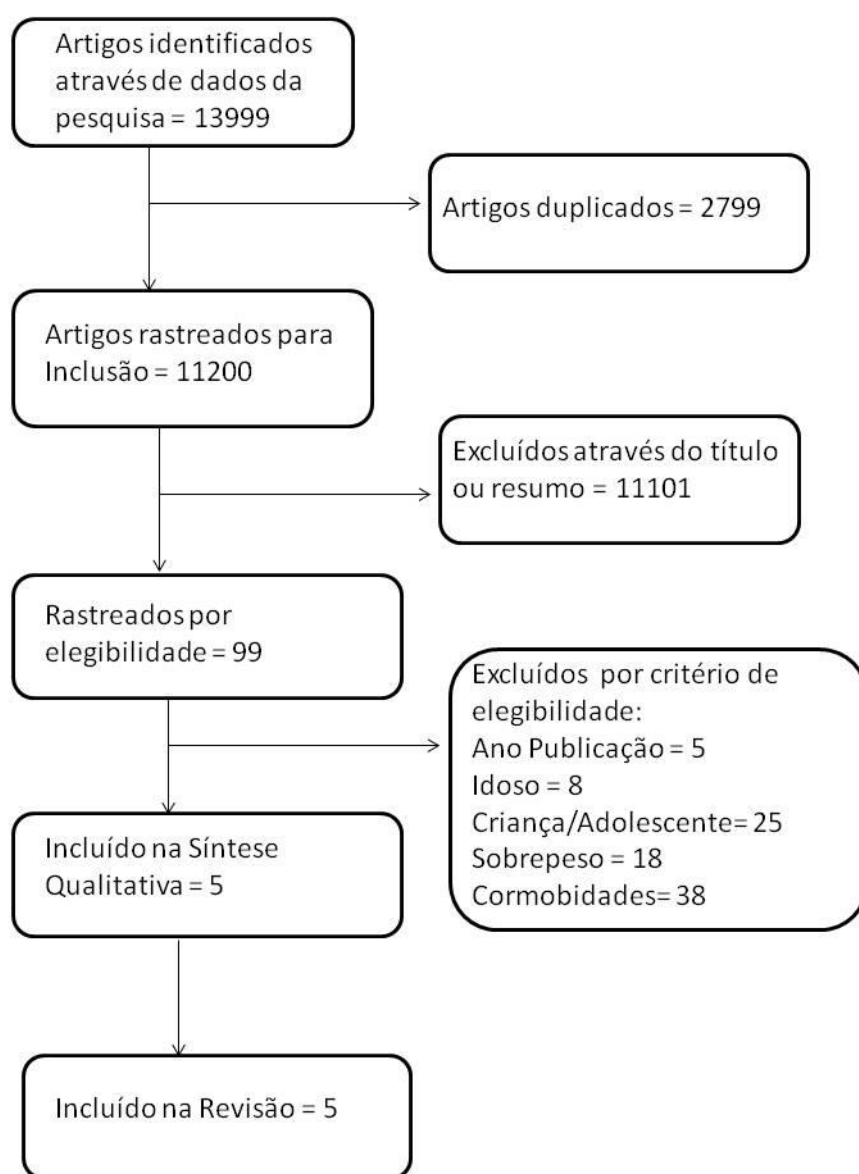 Artigos identificados
através de dados da
pesquisa = 13999
Artigos duplicados = 2799
Artigos rastreados para
Inclusão = 11200
Excluídos através do título
ou resumo = 11101
Rastreados por
elegibilidade = 99
Excluídos por critério de
elegibilidade:
Ano Publicação = 5
Idoso = 8
Criança/Adolescente= 25
Sobrepeso = 18
Cormobidades= 38
Incluído na Síntese
Qualitativa = 5
Incluído na Revisão = 5